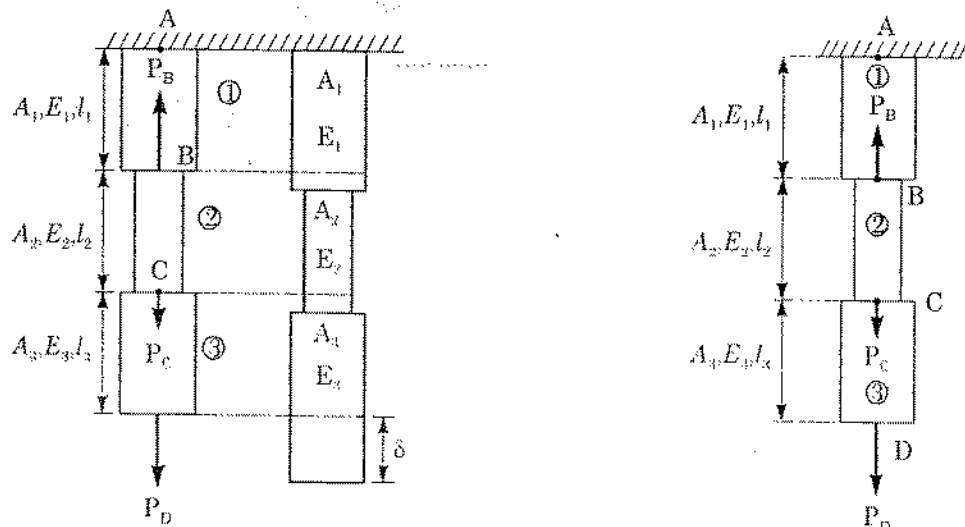 A
P_B
①
A₁
A₁,E₁,l₁
E₁
B
②
A₂
A₂,E₂,l₂
E₂
C
A₃
A₃,E₃,l₃
P_C
③
E₃
δ
P_D
A
①
P_B
A₁,E₁,l₁
B
②
A₂,E₂,l₂
C
P_C
A₃,E₃,l₃
③
D
P_D